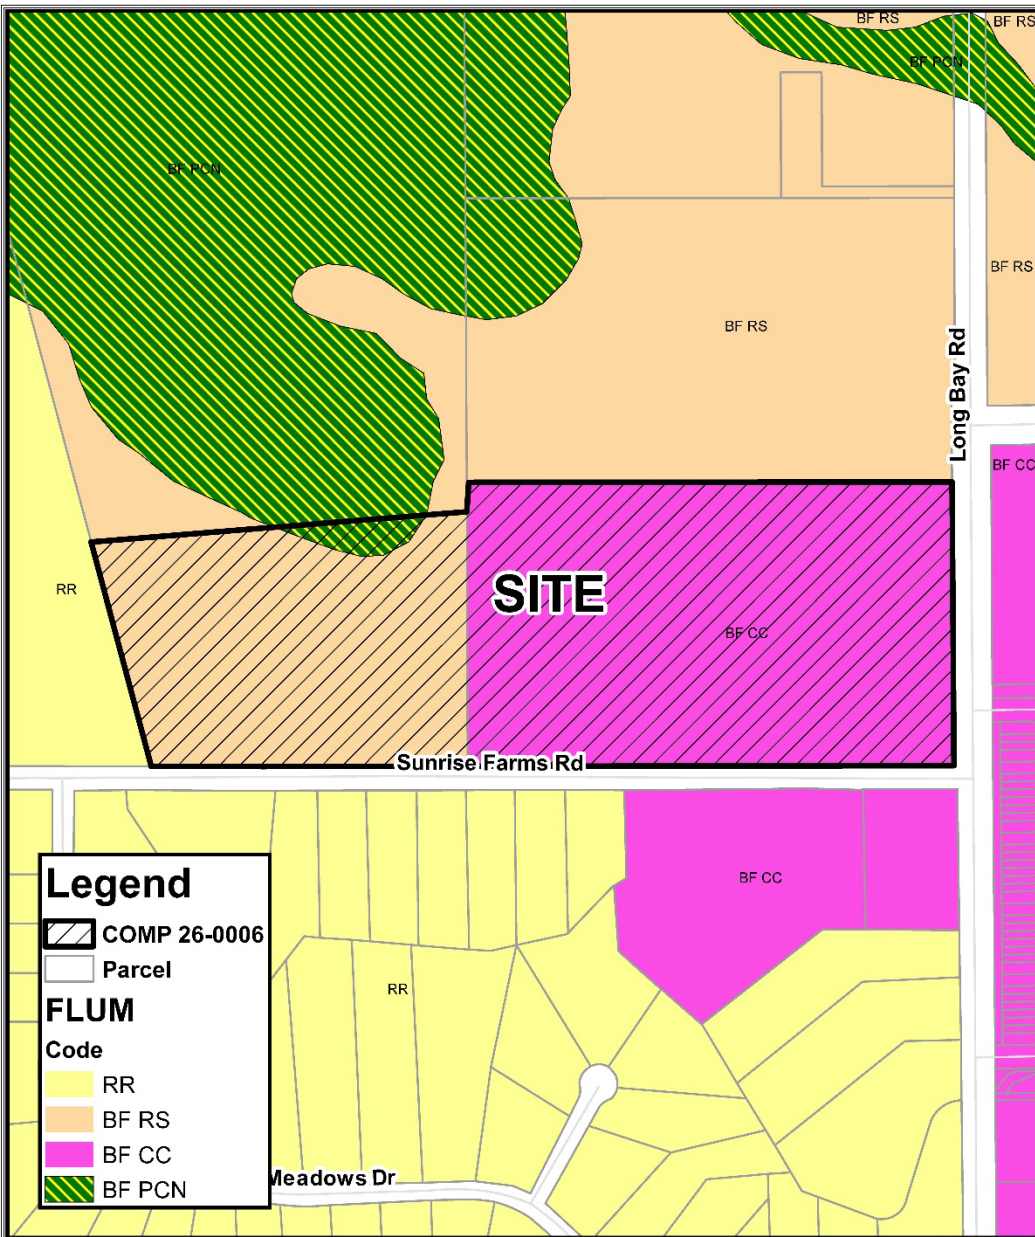 BF RS
BF RS
BF PCN
BF PCN
BF RS
BF RS
Long Bay Rd
BF CC
SITE
RR
BF CC
Sunrise Farms Rd
BF CC
RR
Legend
COMP 26-0006
Parcel
FLUM
Code
RR
BF RS
BF CC
BF PCN
Meadows Dr